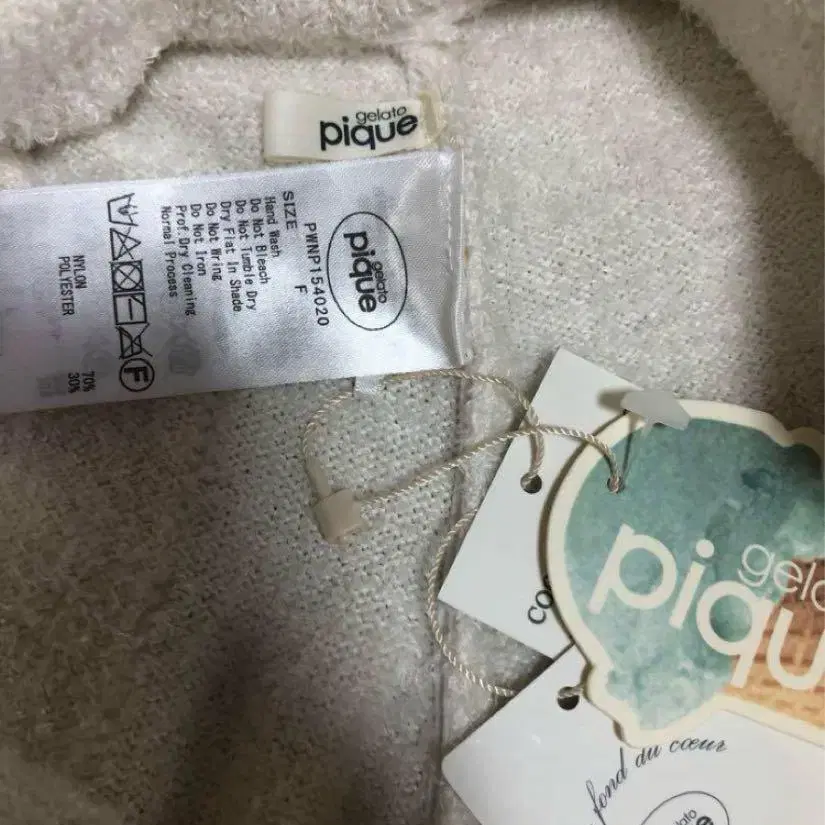 gelato
pique
gelato
pique
PWNP154020
SIZE F
Hand Wash
Do Not Bleach
Do Not Tumble Dry
Dry Flat In Shade
Do Not Wring
Do Not Iron
Prof.Dry Cleaning
Normal Process
F
NYLON 70%
POLYESTER 30%
pique
fond du cœur